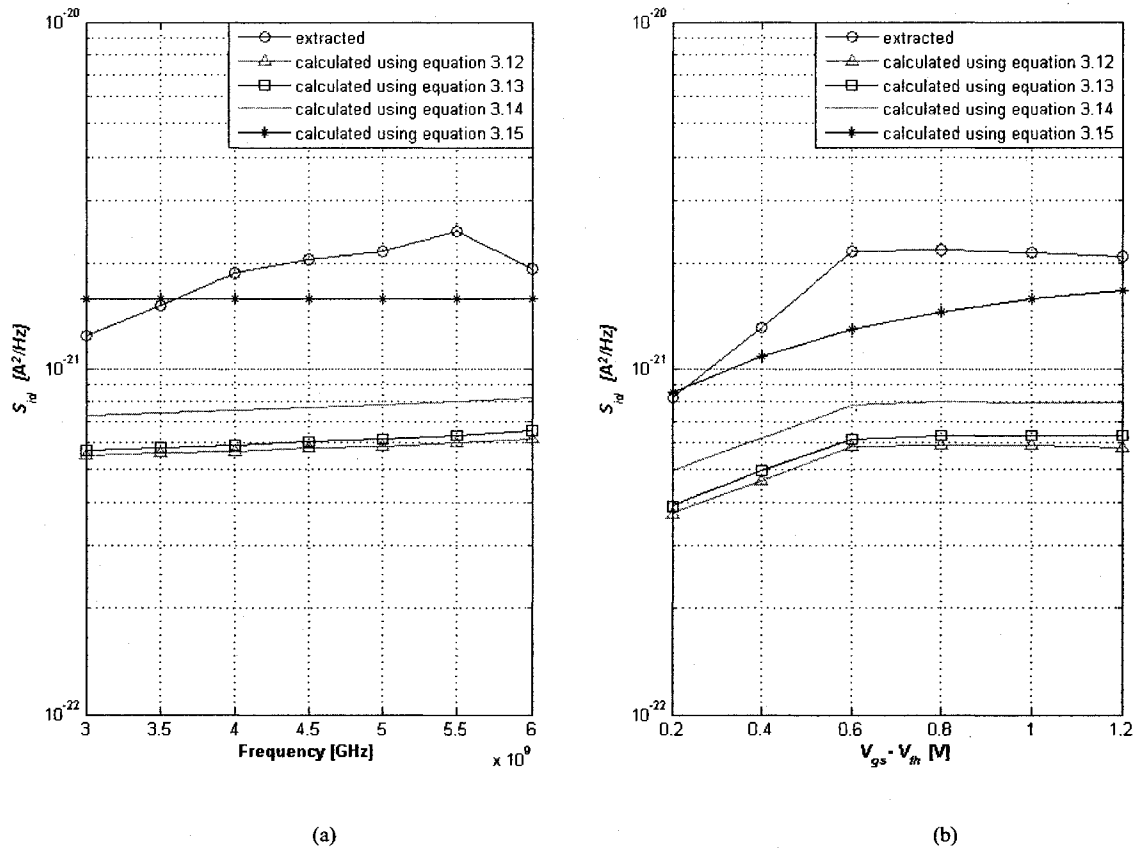 10^-20
extracted
calculated using equation 3.12
calculated using equation 3.13
calculated using equation 3.14
calculated using equation 3.15
S_id [A^2/Hz]
10^-21
10^-22
3 3.5 4 4.5 5 5.5 6
Frequency [GHz]
x 10^9
(a)
10^-20
extracted
calculated using equation 3.12
calculated using equation 3.13
calculated using equation 3.14
calculated using equation 3.15
S_id [A^2/Hz]
10^-21
10^-22
0.2 0.4 0.6 0.8 1 1.2
V_gs - V_th [V]
(b)